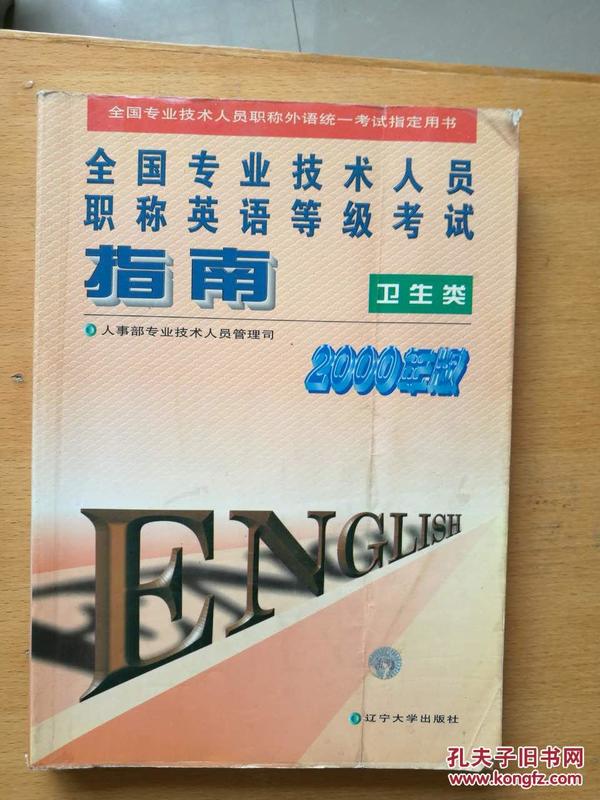 全国专业技术人员职称外语统一考试指定用书
全国专业技术人员
职称英语等级考试
指南
卫生类
人事部专业技术人员管理司
2000年版
ENGLISH
辽宁大学出版社
孔夫子旧书网
www.kongfz.com